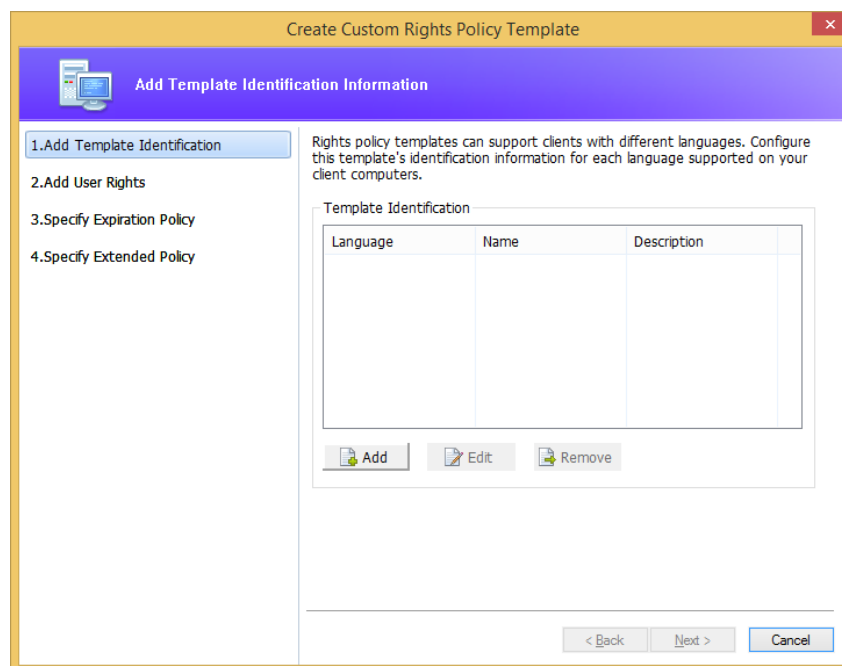 Create Custom Rights Policy Template
Add Template Identification Information
1.Add Template Identification
2.Add User Rights
3.Specify Expiration Policy
4.Specify Extended Policy
Rights policy templates can support clients with different languages. Configure
this template's identification information for each language supported on your
client computers.
Template Identification
Language Name Description
Add Edit Remove
< Back Next > Cancel